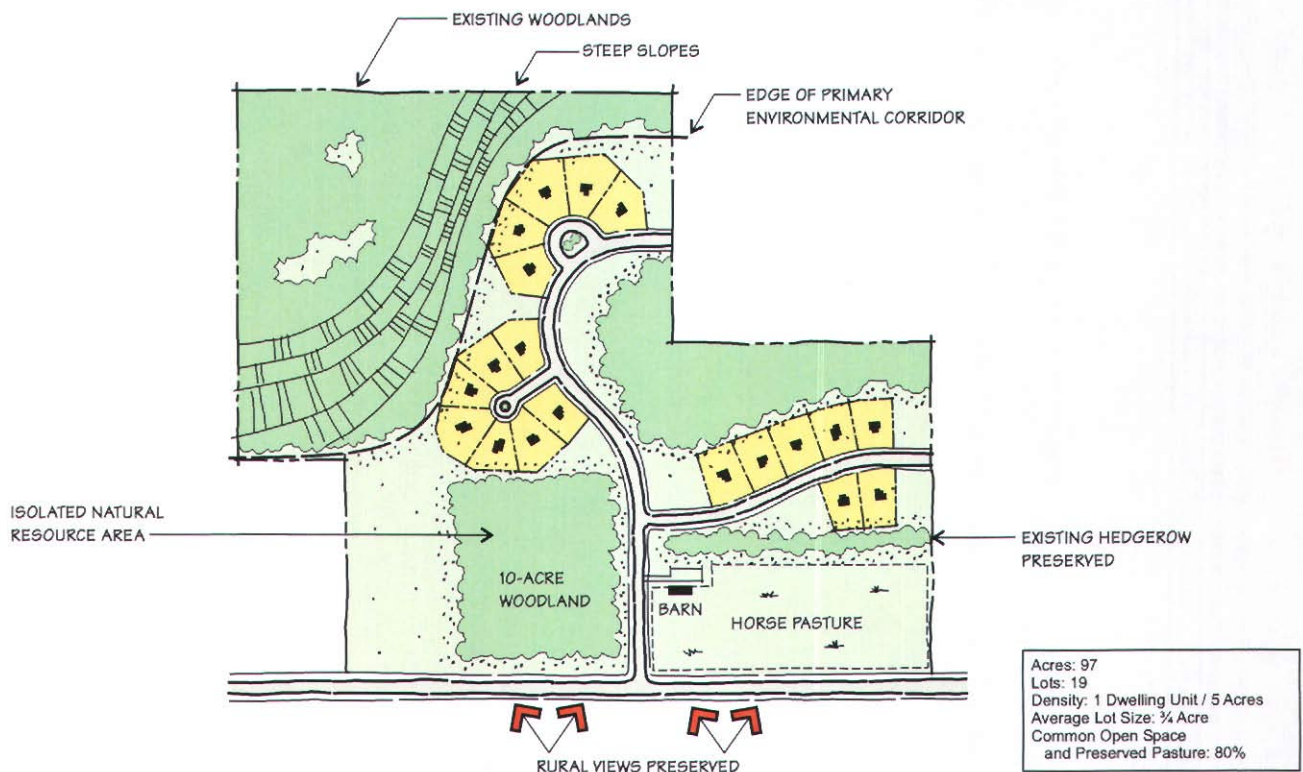 EXISTING WOODLANDS
STEEP SLOPES
EDGE OF PRIMARY
ENVIRONMENTAL CORRIDOR
ISOLATED NATURAL
RESOURCE AREA
10-ACRE
WOODLAND
BARN
HORSE PASTURE
EXISTING HEDGEROW
PRESERVED
RURAL VIEWS PRESERVED
Acres: 97
Lots: 19
Density: 1 Dwelling Unit / 5 Acres
Average Lot Size: ¾ Acre
Common Open Space
and Preserved Pasture: 80%